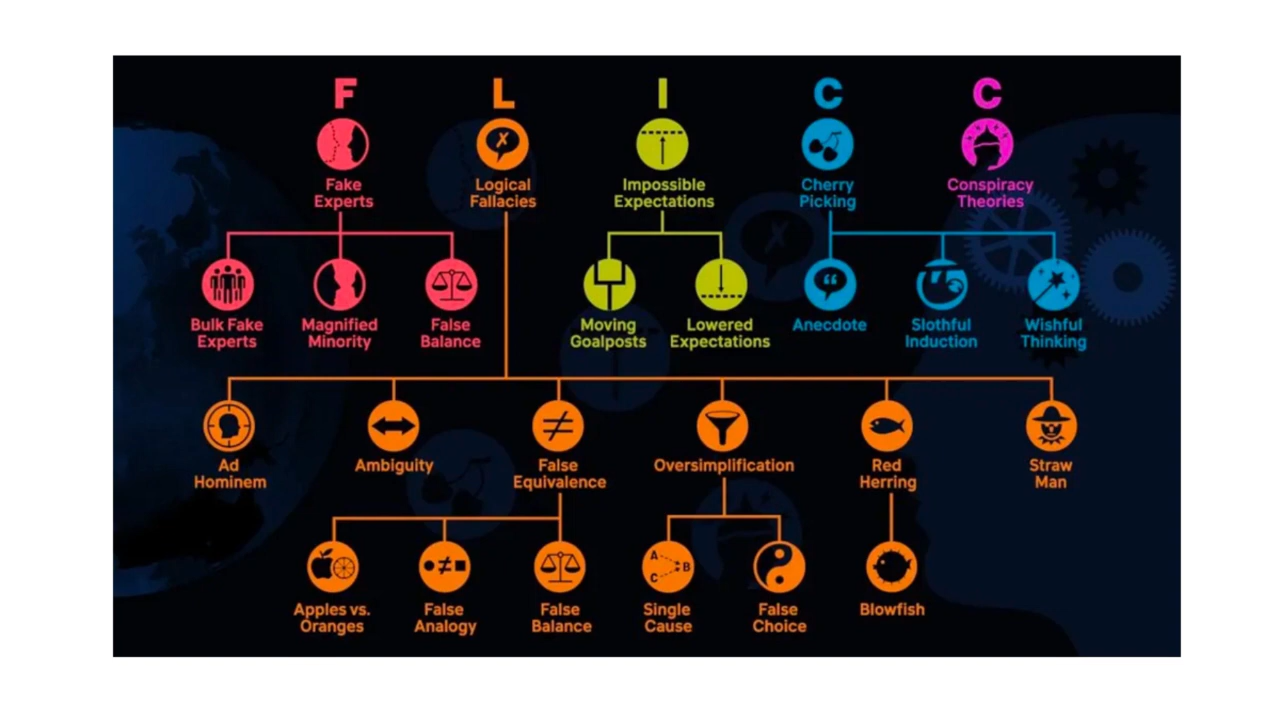 F
L
I
C
C
Fake
Experts
Logical
Fallacies
Impossible
Expectations
Cherry
Picking
Conspiracy
Theories
Bulk Fake
Experts
Magnified
Minority
False
Balance
Moving
Goalposts
Lowered
Expectations
Anecdote
Slothful
Induction
Wishful
Thinking
Ad
Hominem
Ambiguity
False
Equivalence
Oversimplification
Red
Herring
Straw
Man
Apples vs.
Oranges
False
Analogy
False
Balance
A
B
C
Single
Cause
False
Choice
Blowfish